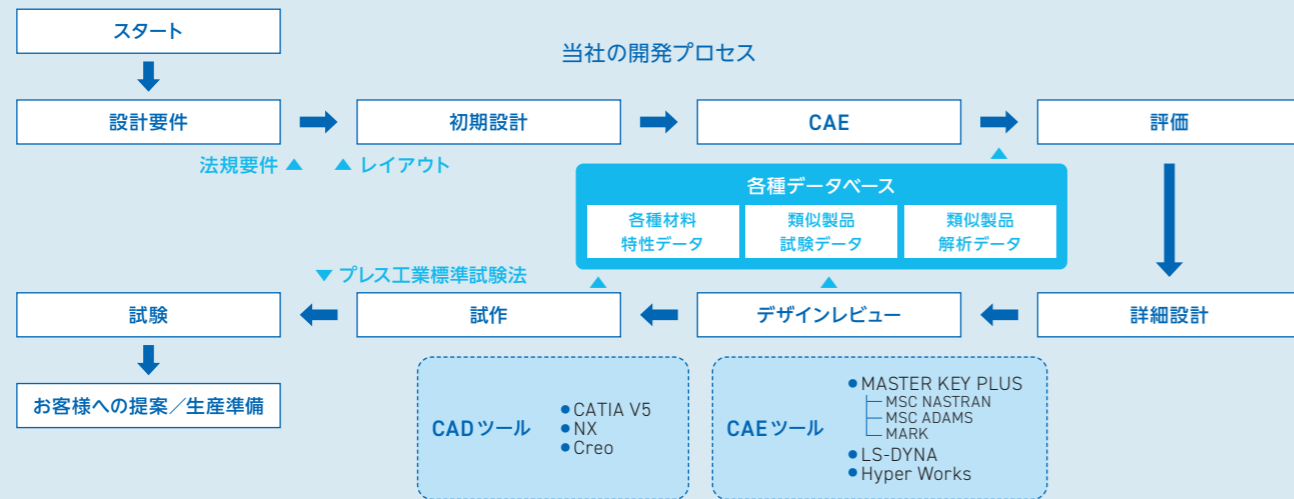 スタート
当社の開発プロセス
設計要件
初期設計
CAE
評価
法規要件 ▲
▲ レイアウト
各種データベース
各種材料
特性データ
類似製品
試験データ
類似製品
解析データ
▼ プレス工業標準試験法
試験
試作
デザインレビュー
詳細設計
お客様への提案／生産準備
CADツール
● CATIA V5
● NX
● Creo
CAEツール
● MASTER KEY PLUS
MSC NASTRAN
MSC ADAMS
MARK
● LS-DYNA
● Hyper Works